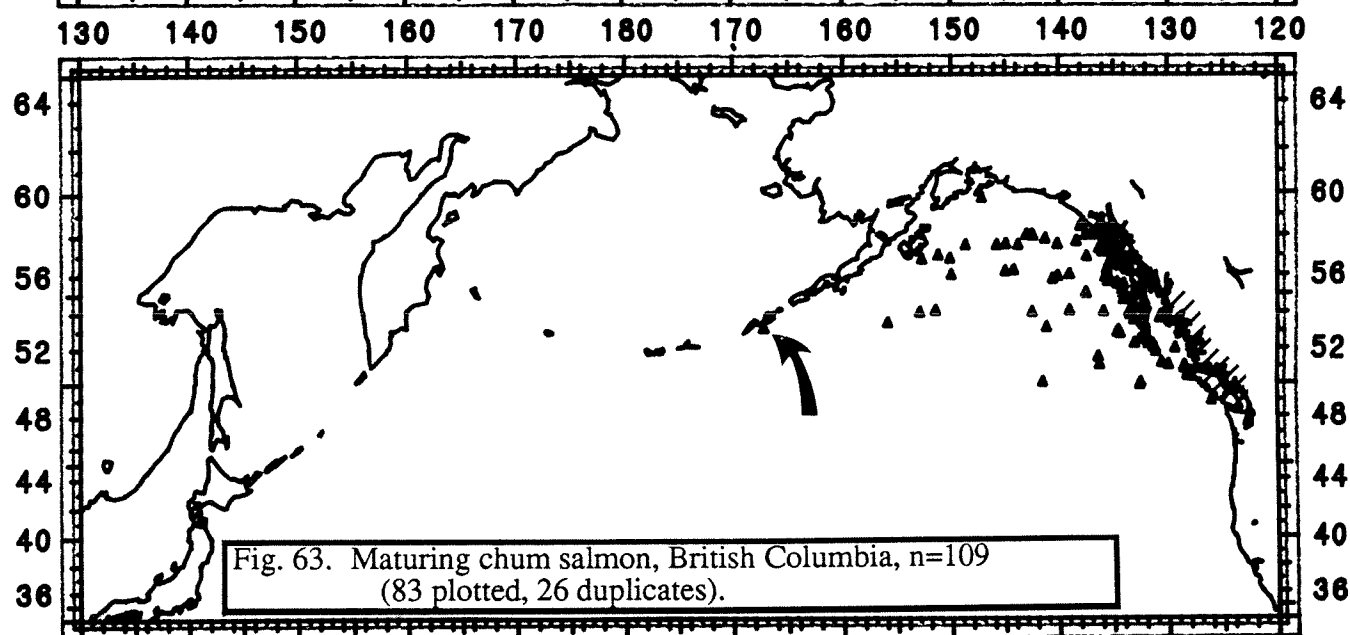 130 140 150 160 170 180 170 160 150 140 130 120
64 64
60 60
56 56
52 52
48 48
44 44
40 40
36 36
Fig. 63. Maturing chum salmon, British Columbia, n=109
(83 plotted, 26 duplicates).